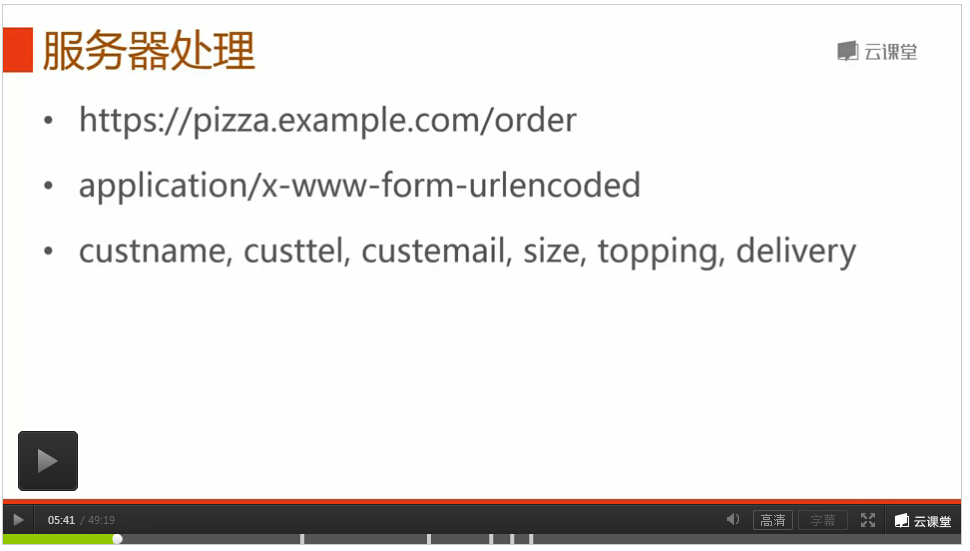 服务器处理
云课堂
• https://pizza.example.com/order
• application/x-www-form-urlencoded
• custname, custtel, custemail, size, topping, delivery
05:41 / 49:19 高清 字幕 云课堂